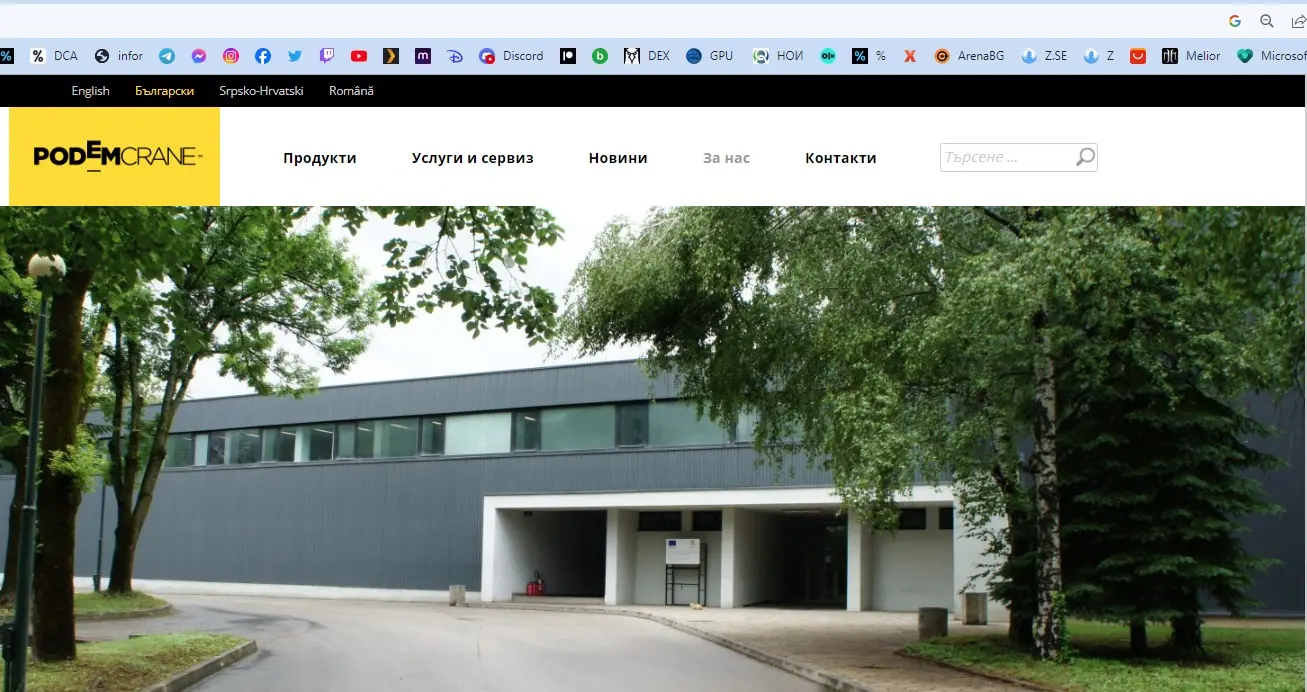 % DCA infor Discord DEX GPU НОИ % ArenaBG Z.SE Z Melior Microsof
English Български Srpsko-Hrvatski Română
PODEMCRANE
Продукти Услуги и сервиз Новини За нас Контакти Търсене ...